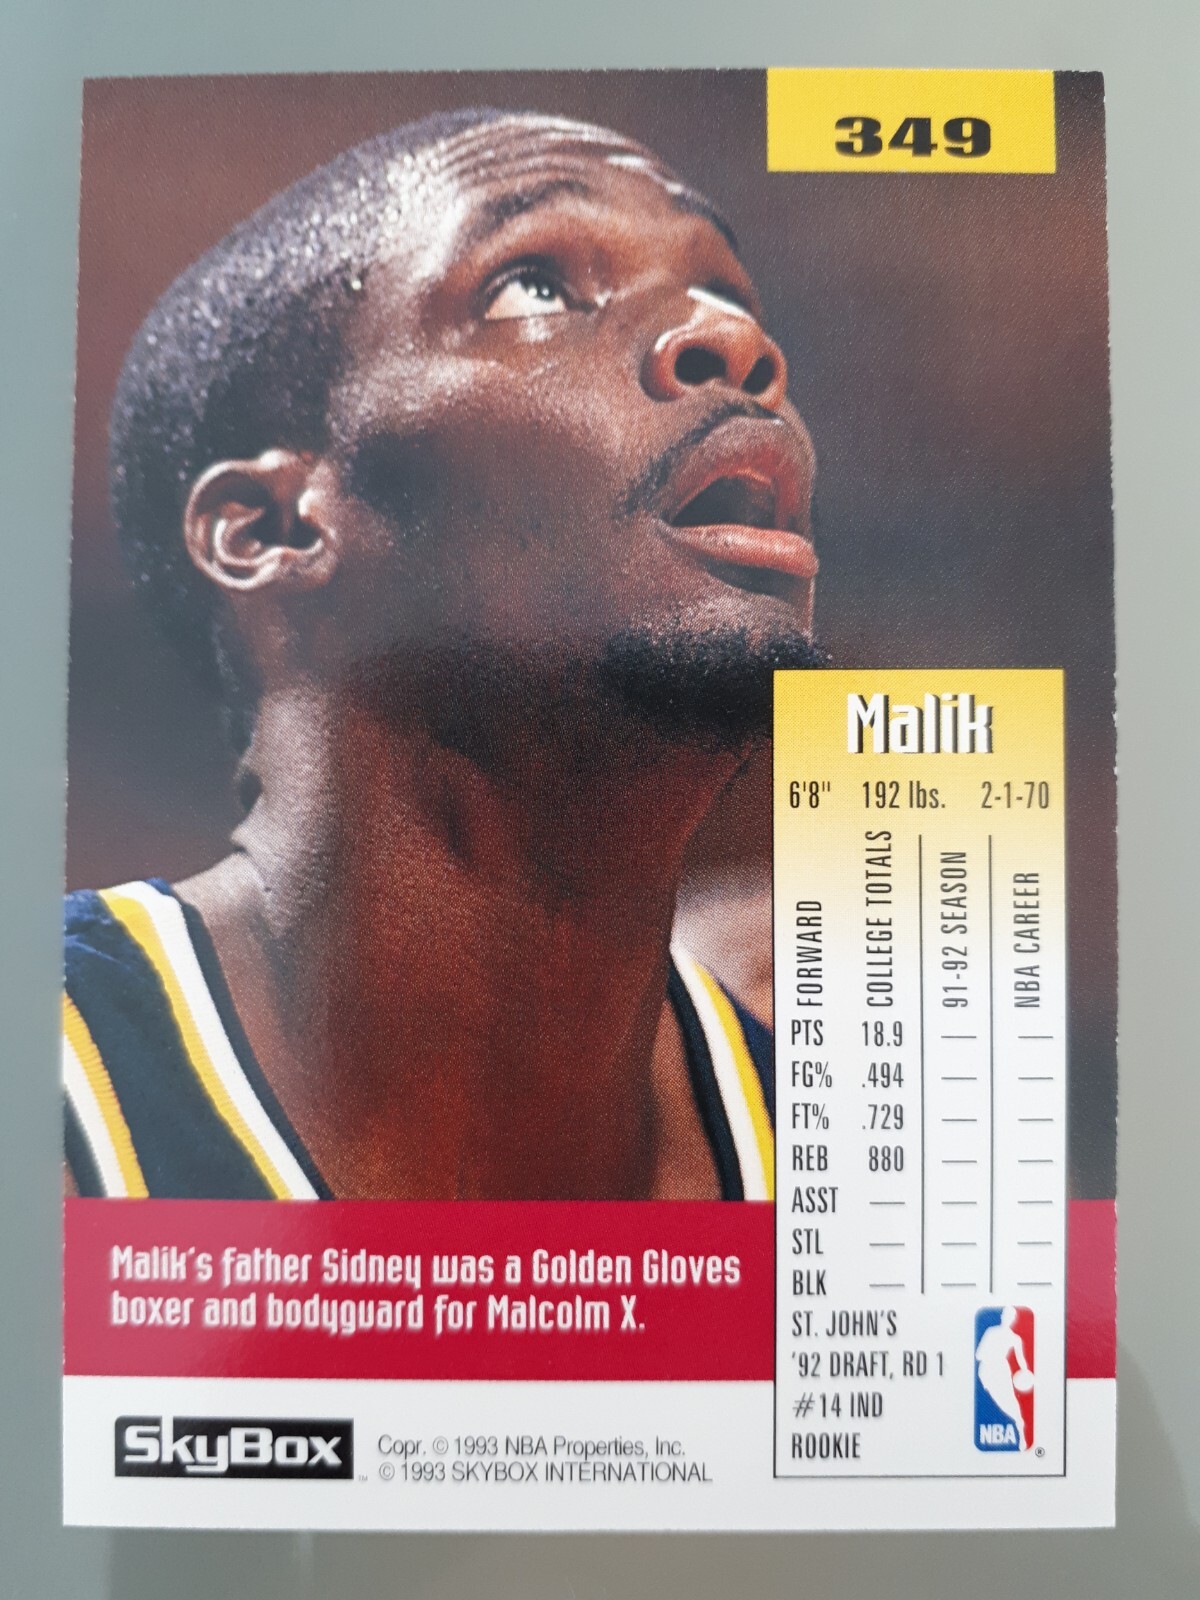 349
Malik
6'8" 192 lbs. 2-1-70
FORWARD COLLEGE TOTALS 91-92 SEASON NBA CAREER
PTS 18.9 — —
FG% .494 — —
FT% .729 — —
REB 880 — —
ASST — — —
STL — — —
BLK — — —
ST. JOHN'S
'92 DRAFT, RD 1
#14 IND
ROOKIE
NBA ®
Malik's father Sidney was a Golden Gloves
boxer and bodyguard for Malcolm X.
SkyBox ™
Copr. © 1993 NBA Properties, Inc.
© 1993 SKYBOX INTERNATIONAL